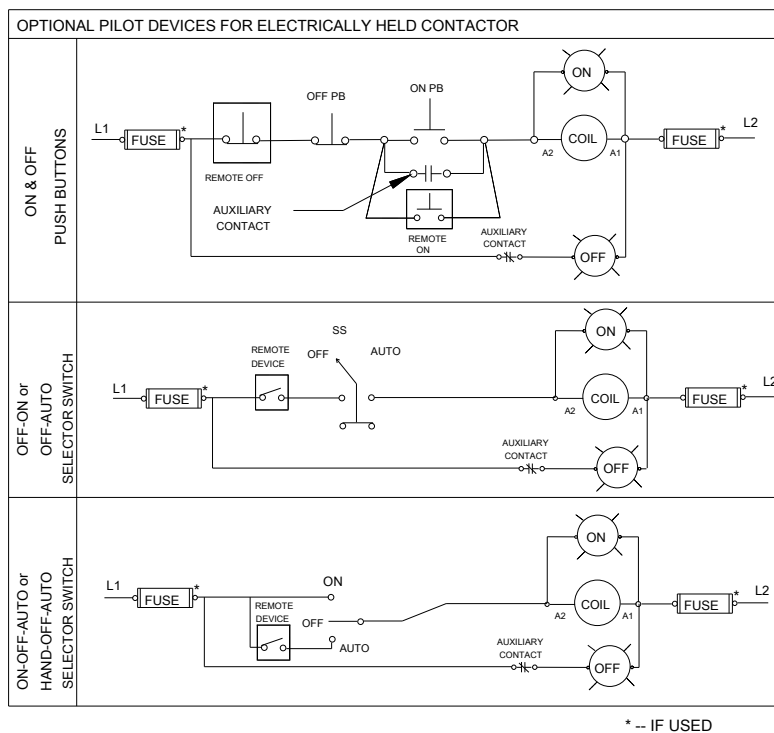 OPTIONAL PILOT DEVICES FOR ELECTRICALLY HELD CONTACTOR
ON & OFF
PUSH BUTTONS
L1
FUSE
*
REMOTE OFF
OFF PB
ON PB
AUXILIARY
CONTACT
REMOTE
ON
AUXILIARY
CONTACT
ON
COIL
A2
A1
OFF
FUSE
*
L2
OFF-ON or
OFF-AUTO
SELECTOR SWITCH
L1
FUSE
*
REMOTE
DEVICE
SS
OFF
AUTO
AUXILIARY
CONTACT
ON
COIL
A2
A1
OFF
FUSE
*
L2
ON-OFF-AUTO or
HAND-OFF-AUTO
SELECTOR SWITCH
L1
FUSE
*
REMOTE
DEVICE
ON
OFF
AUTO
AUXILIARY
CONTACT
ON
COIL
A2
A1
OFF
FUSE
*
L2
* -- IF USED